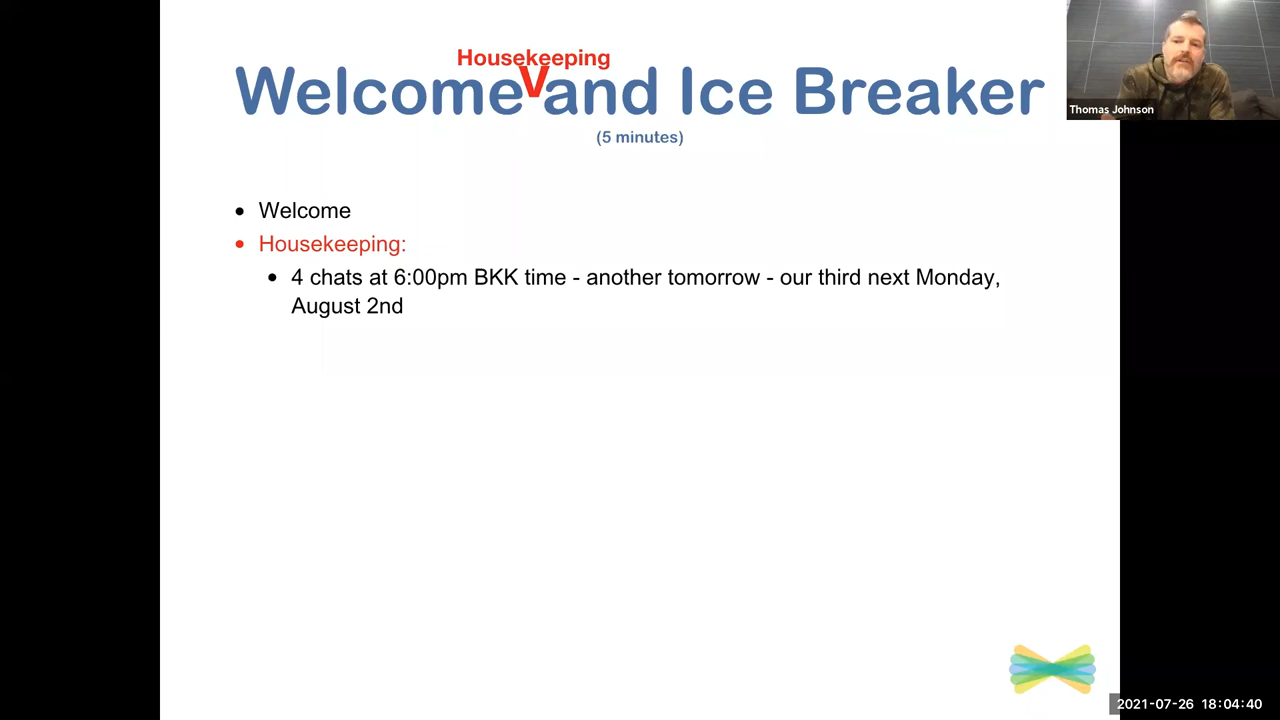 Housekeeping
V
Welcome and Ice Breaker
(5 minutes)
Thomas Johnson
• Welcome
• Housekeeping:
• 4 chats at 6:00pm BKK time - another tomorrow - our third next Monday,
August 2nd
2021-07-26 18:04:40